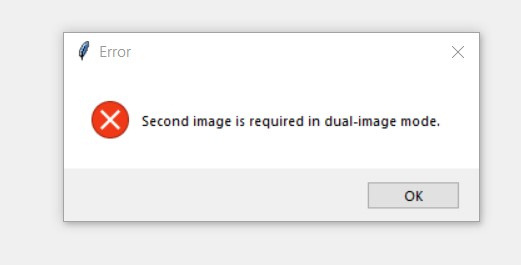 Error
Second image is required in dual-image mode.
OK